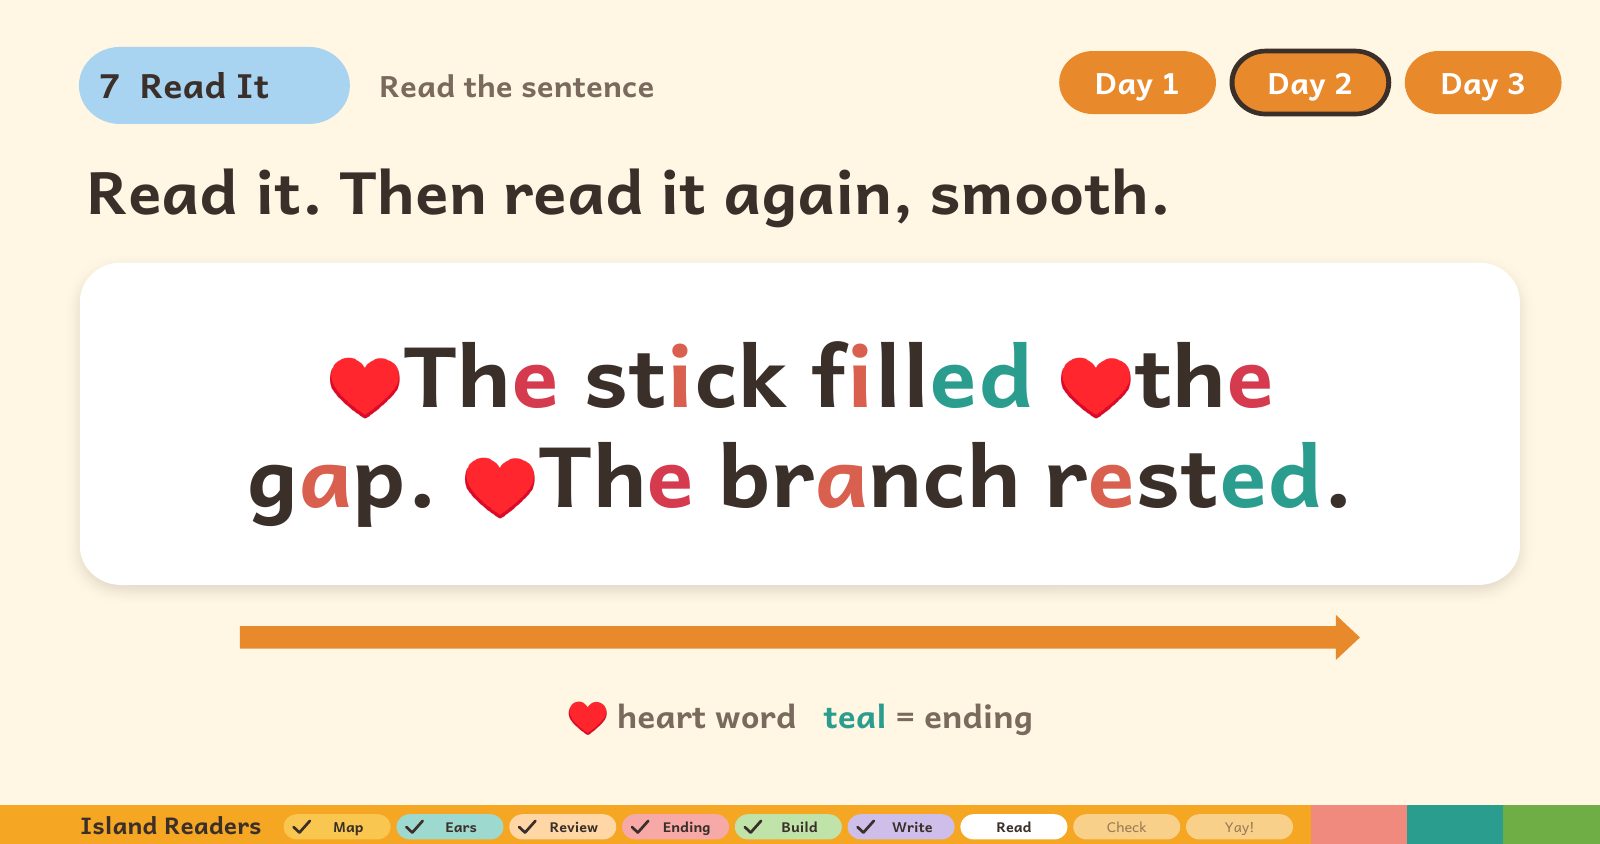 7 Read It
Read the sentence
Day 1
Day 2
Day 3
Read it. Then read it again, smooth.
The stick filled the
gap. The branch rested.
heart word teal = ending
Island Readers
Map
Ears
Review
Ending
Build
Write
Read
Check
Yay!